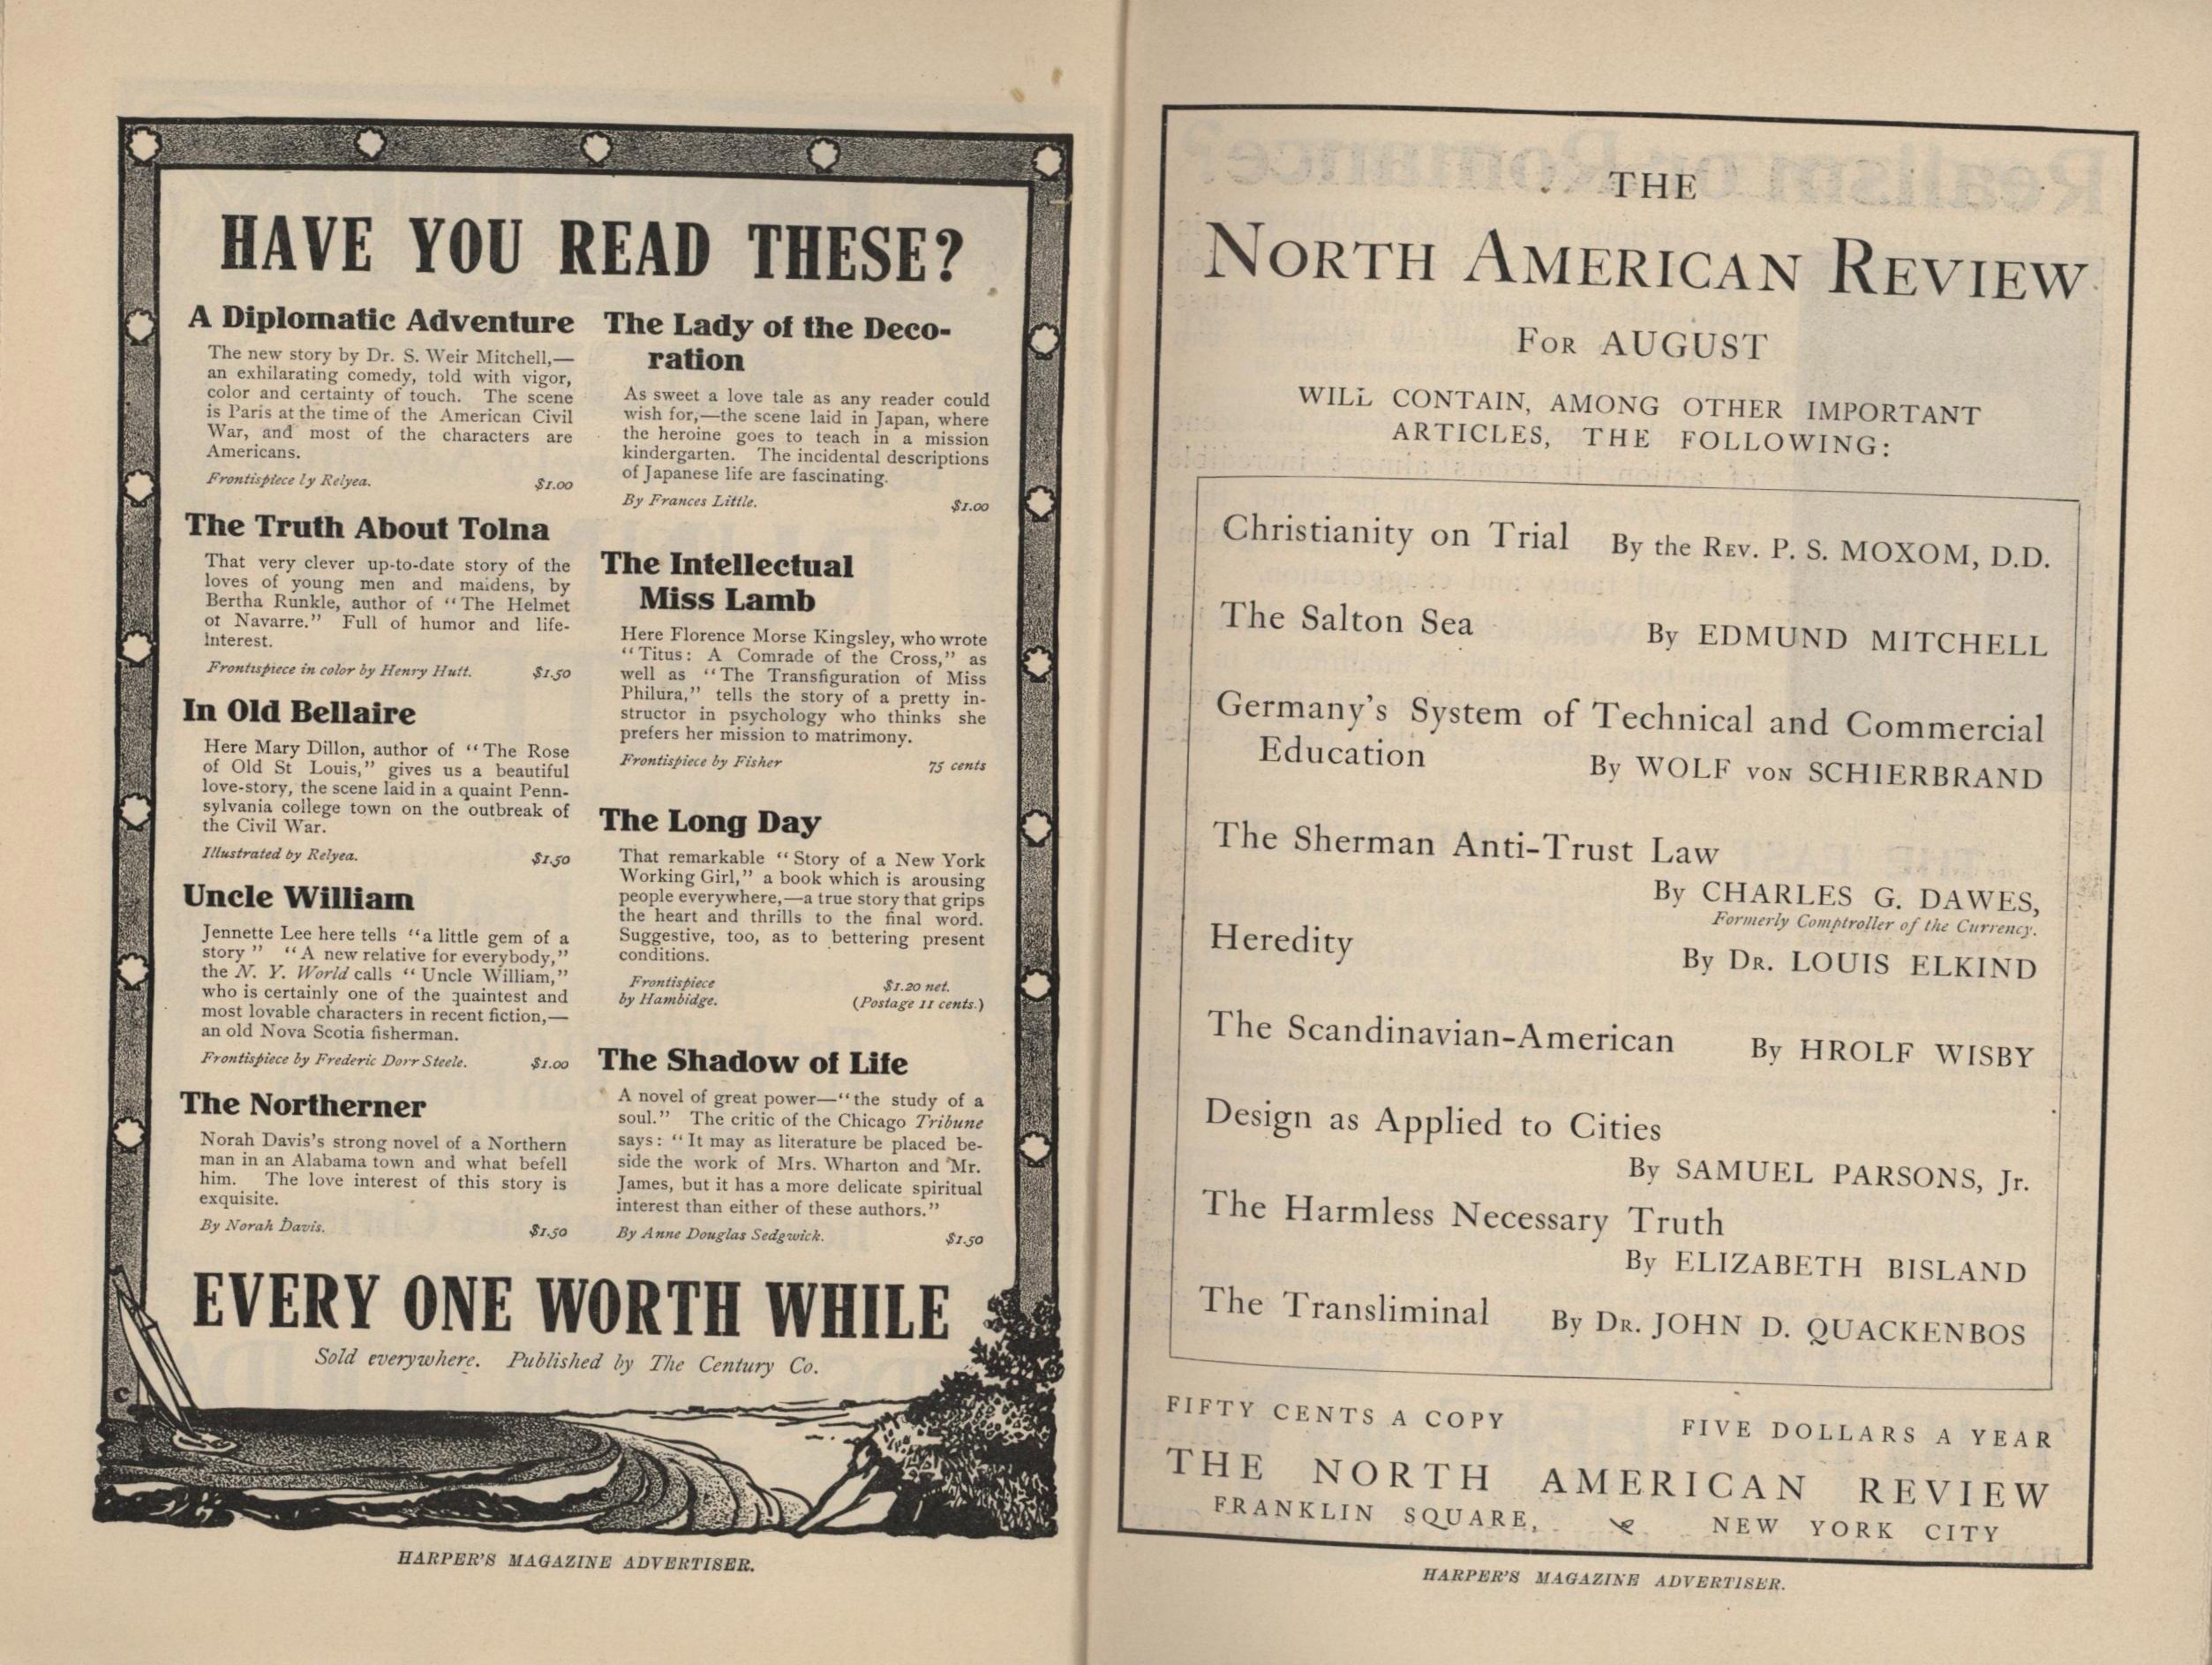 HAVE YOU READ THESE?
A Diplomatic Adventure
The new story by Dr. S. Weir Mitchell,—
an exhilarating comedy, told with vigor,
color and certainty of touch. The scene
is Paris at the time of the American Civil
War, and most of the characters are
Americans.
Frontispiece by Relyea. $1.00
The Truth About Tolna
That very clever up-to-date story of the
loves of young men and maidens, by
Bertha Runkle, author of “The Helmet
of Navarre.” Full of humor and life-
interest.
Frontispiece in color by Henry Hutt. $1.50
In Old Bellaire
Here Mary Dillon, author of “The Rose
of Old St Louis,” gives us a beautiful
love-story, the scene laid in a quaint Penn-
sylvania college town on the outbreak of
the Civil War.
Illustrated by Relyea. $1.50
Uncle William
Jennette Lee here tells “a little gem of a
story” “A new relative for everybody,”
the N. Y. World calls “Uncle William,”
who is certainly one of the quaintest and
most lovable characters in recent fiction,—
an old Nova Scotia fisherman.
Frontispiece by Frederic Dorr Steele. $1.00
The Northerner
Norah Davis’s strong novel of a Northern
man in an Alabama town and what befell
him. The love interest of this story is
exquisite.
By Norah Davis. $1.50
The Lady of the Deco-
ration
As sweet a love tale as any reader could
wish for,—the scene laid in Japan, where
the heroine goes to teach in a mission
kindergarten. The incidental descriptions
of Japanese life are fascinating.
By Frances Little. $1.00
The Intellectual
Miss Lamb
Here Florence Morse Kingsley, who wrote
“Titus: A Comrade of the Cross,” as
well as “The Transfiguration of Miss
Philura,” tells the story of a pretty in-
structor in psychology who thinks she
prefers her mission to matrimony.
Frontispiece by Fisher 75 cents
The Long Day
That remarkable “Story of a New York
Working Girl,” a book which is arousing
people everywhere,—a true story that grips
the heart and thrills to the final word.
Suggestive, too, as to bettering present
conditions.
Frontispiece $1.20 net.
by Hambidge. (Postage 11 cents.)
The Shadow of Life
A novel of great power—“the study of a
soul.” The critic of the Chicago Tribune
says: “It may as literature be placed be-
side the work of Mrs. Wharton and Mr.
James, but it has a more delicate spiritual
interest than either of these authors.”
By Anne Douglas Sedgwick. $1.50
EVERY ONE WORTH WHILE
Sold everywhere. Published by The Century Co.
C
HARPER'S MAGAZINE ADVERTISER.
THE
NORTH AMERICAN REVIEW
FOR AUGUST
WILL CONTAIN, AMONG OTHER IMPORTANT
ARTICLES, THE FOLLOWING:
Christianity on Trial By the REV. P. S. MOXOM, D.D.
The Salton Sea By EDMUND MITCHELL
Germany’s System of Technical and Commercial
Education By WOLF VON SCHIERBRAND
The Sherman Anti-Trust Law
By CHARLES G. DAWES,
Formerly Comptroller of the Currency.
Heredity By DR. LOUIS ELKIND
The Scandinavian-American By HROLF WISBY
Design as Applied to Cities
By SAMUEL PARSONS, Jr.
The Harmless Necessary Truth
By ELIZABETH BISLAND
The Transliminal By DR. JOHN D. QUACKENBOS
FIFTY CENTS A COPY FIVE DOLLARS A YEAR
THE NORTH AMERICAN REVIEW
FRANKLIN SQUARE, NEW YORK CITY
HARPER'S MAGAZINE ADVERTISER.